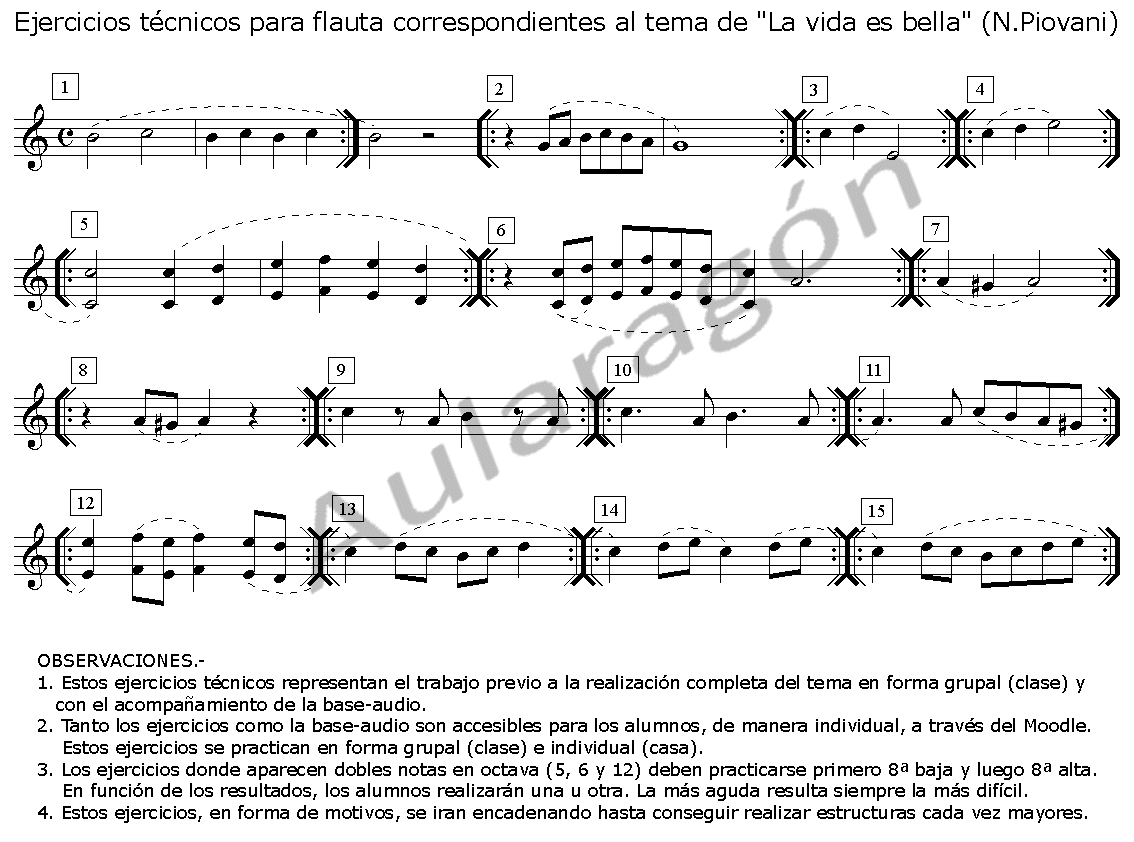 Ejercicios técnicos para flauta correspondientes al tema de "La vida es bella" (N.Piovani)
1
2
3
4
5
6
7
8
9
10
11
12
13
14
15
Aularagón
OBSERVACIONES.-
1. Estos ejercicios técnicos representan el trabajo previo a la realización completa del tema en forma grupal (clase) y
con el acompañamiento de la base-audio.
2. Tanto los ejercicios como la base-audio son accesibles para los alumnos, de manera individual, a través del Moodle.
Estos ejercicios se practican en forma grupal (clase) e individual (casa).
3. Los ejercicios donde aparecen dobles notas en octava (5, 6 y 12) deben practicarse primero 8ª baja y luego 8ª alta.
En función de los resultados, los alumnos realizarán una u otra. La más aguda resulta siempre la más difícil.
4. Estos ejercicios, en forma de motivos, se iran encadenando hasta conseguir realizar estructuras cada vez mayores.